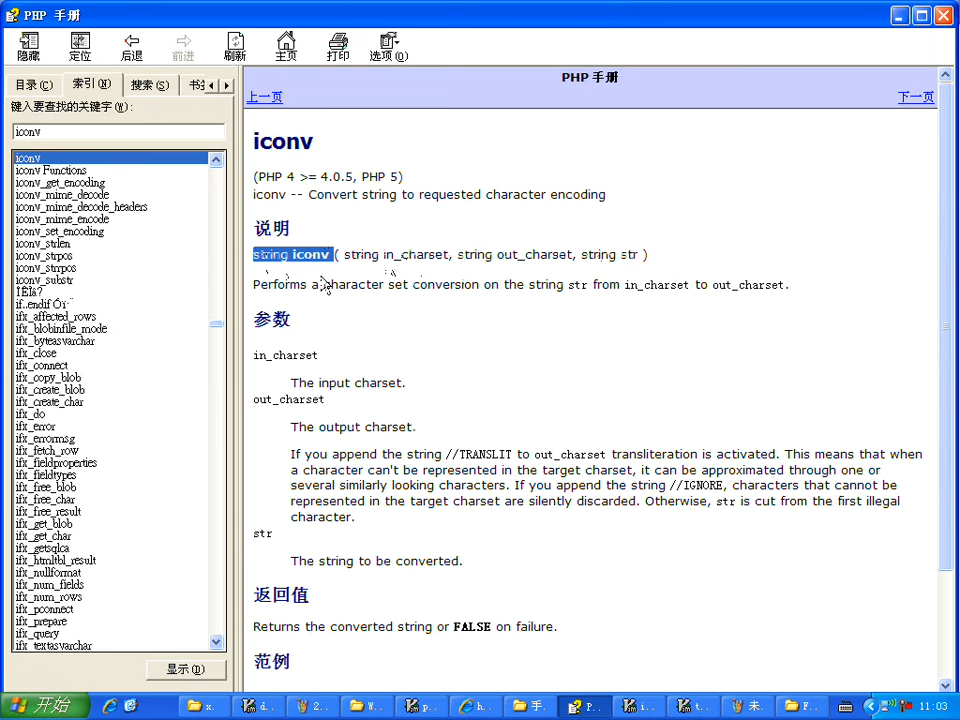 PHP 手册
隐藏 定位 后退 前进 刷新 主页 打印 选项(O)
目录(C) 索引(N) 搜索(S)
键入要查找的关键字(W):
iconv
iconv
iconv Functions
iconv_get_encoding
iconv_mime_decode
iconv_mime_decode_headers
iconv_mime_encode
iconv_set_encoding
iconv_strlen
iconv_strpos
iconv_strrpos
iconv_substr
if..endif
ifx_affected_rows
ifx_blobinfile_mode
ifx_byteasvarchar
ifx_close
ifx_connect
ifx_copy_blob
ifx_create_blob
ifx_create_char
ifx_do
ifx_error
ifx_errormsg
ifx_fetch_row
ifx_fieldproperties
ifx_fieldtypes
ifx_free_blob
ifx_free_char
ifx_free_result
ifx_get_blob
ifx_get_char
ifx_getsqlca
ifx_htmltbl_result
ifx_nullformat
ifx_num_fields
ifx_num_rows
ifx_pconnect
ifx_prepare
ifx_query
ifx_textasvarchar
显示(D)
PHP 手册
上一页 下一页
iconv
(PHP 4 >= 4.0.5, PHP 5)
iconv -- Convert string to requested character encoding
说明
string iconv ( string in_charset, string out_charset, string str )
Performs a character set conversion on the string str from in_charset to out_charset.
参数
in_charset
The input charset.
out_charset
The output charset.
If you append the string //TRANSLIT to out_charset transliteration is activated. This means that when
a character can't be represented in the target charset, it can be approximated through one or
several similarly looking characters. If you append the string //IGNORE, characters that cannot be
represented in the target charset are silently discarded. Otherwise, str is cut from the first illegal
character.
str
The string to be converted.
返回值
Returns the converted string or FALSE on failure.
范例
开始 x. d.. 2.. W.. p.. h.. 手.. P.. i.. t.. 未.. F.. 11:03